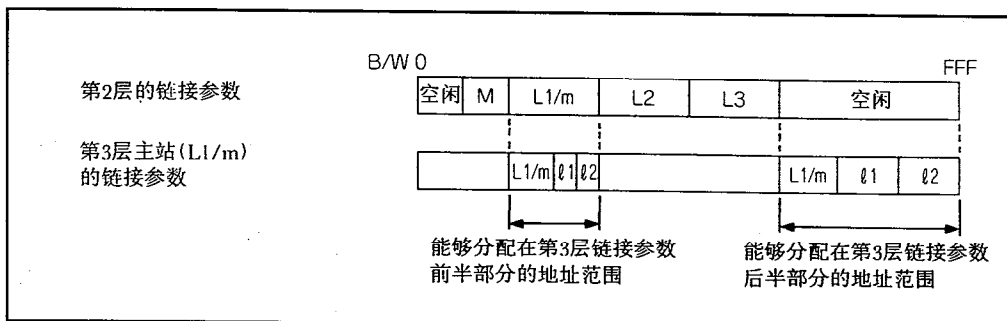 B/W 0 FFF
第2层的链接参数
空闲 M L1/m L2 L3 空闲
第3层主站(L1/m)
的链接参数
L1/m ℓ1 ℓ2 L1/m ℓ1 ℓ2
能够分配在第3层链接参数
前半部分的地址范围
能够分配在第3层链接参数
后半部分的地址范围